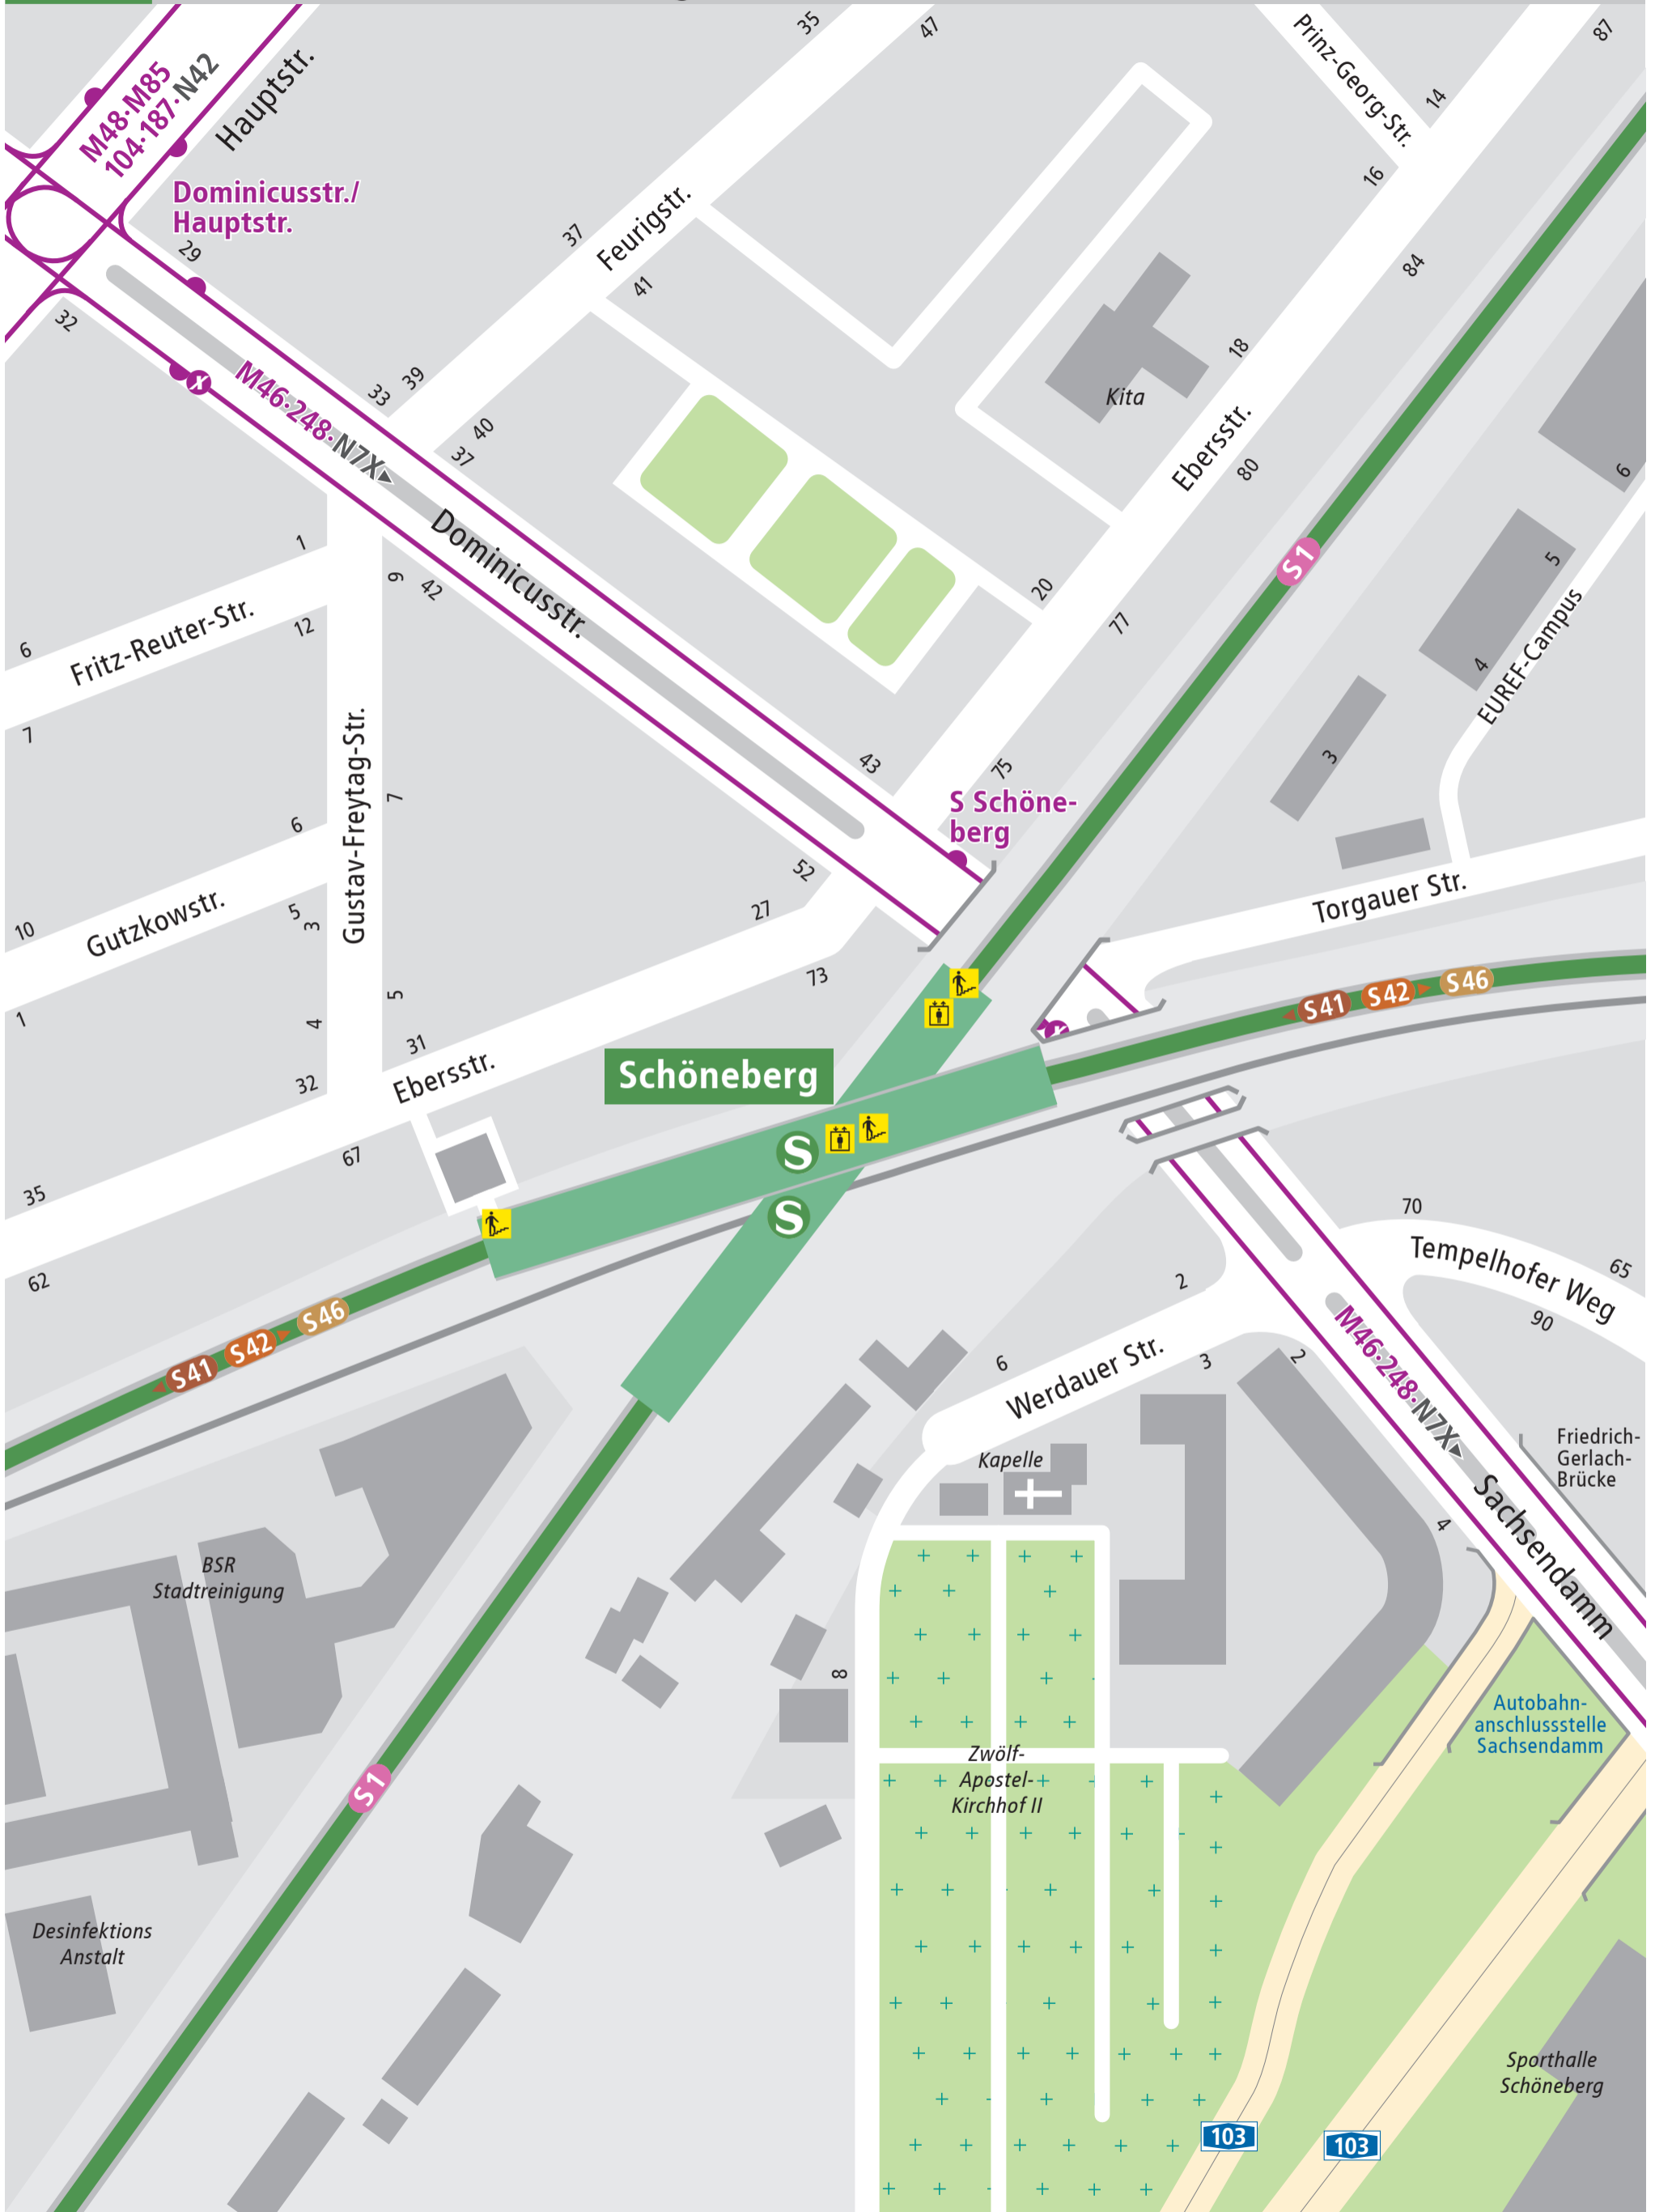 35
47
Prinz-Georg-Str.
87
M48·M85
104·187·N42
Hauptstr.
14
16
Dominicusstr./
Hauptstr.
29
37
Feurigstr.
41
84
32
18
X
M46·248·N7X
33
39
Kita
40
37
Ebersstr.
80
6
Dominicusstr.
1
9
42
S1
5
20
77
EUREF-Campus
Fritz-Reuter-Str.
6
12
4
7
Gustav-Freytag-Str.
43
75
3
7
S Schöne-
berg
6
52
27
Torgauer Str.
10
Gutzkowstr.
5
3
73
5
S41
S42
S46
1
4
31
Ebersstr.
32
Schöneberg
S
67
35
S
70
Tempelhofer Weg
65
62
2
90
S41
S42
S46
M46·248·N7X
6
Werdauer Str.
3
2
Friedrich-
Gerlach-
Brücke
Kapelle
Sachsendamm
4
BSR
Stadtreinigung
8
Autobahn-
anschlussstelle
Sachsendamm
Zwölf-
Apostel-
Kirchhof II
S1
Desinfektions
Anstalt
Sporthalle
Schöneberg
103
103